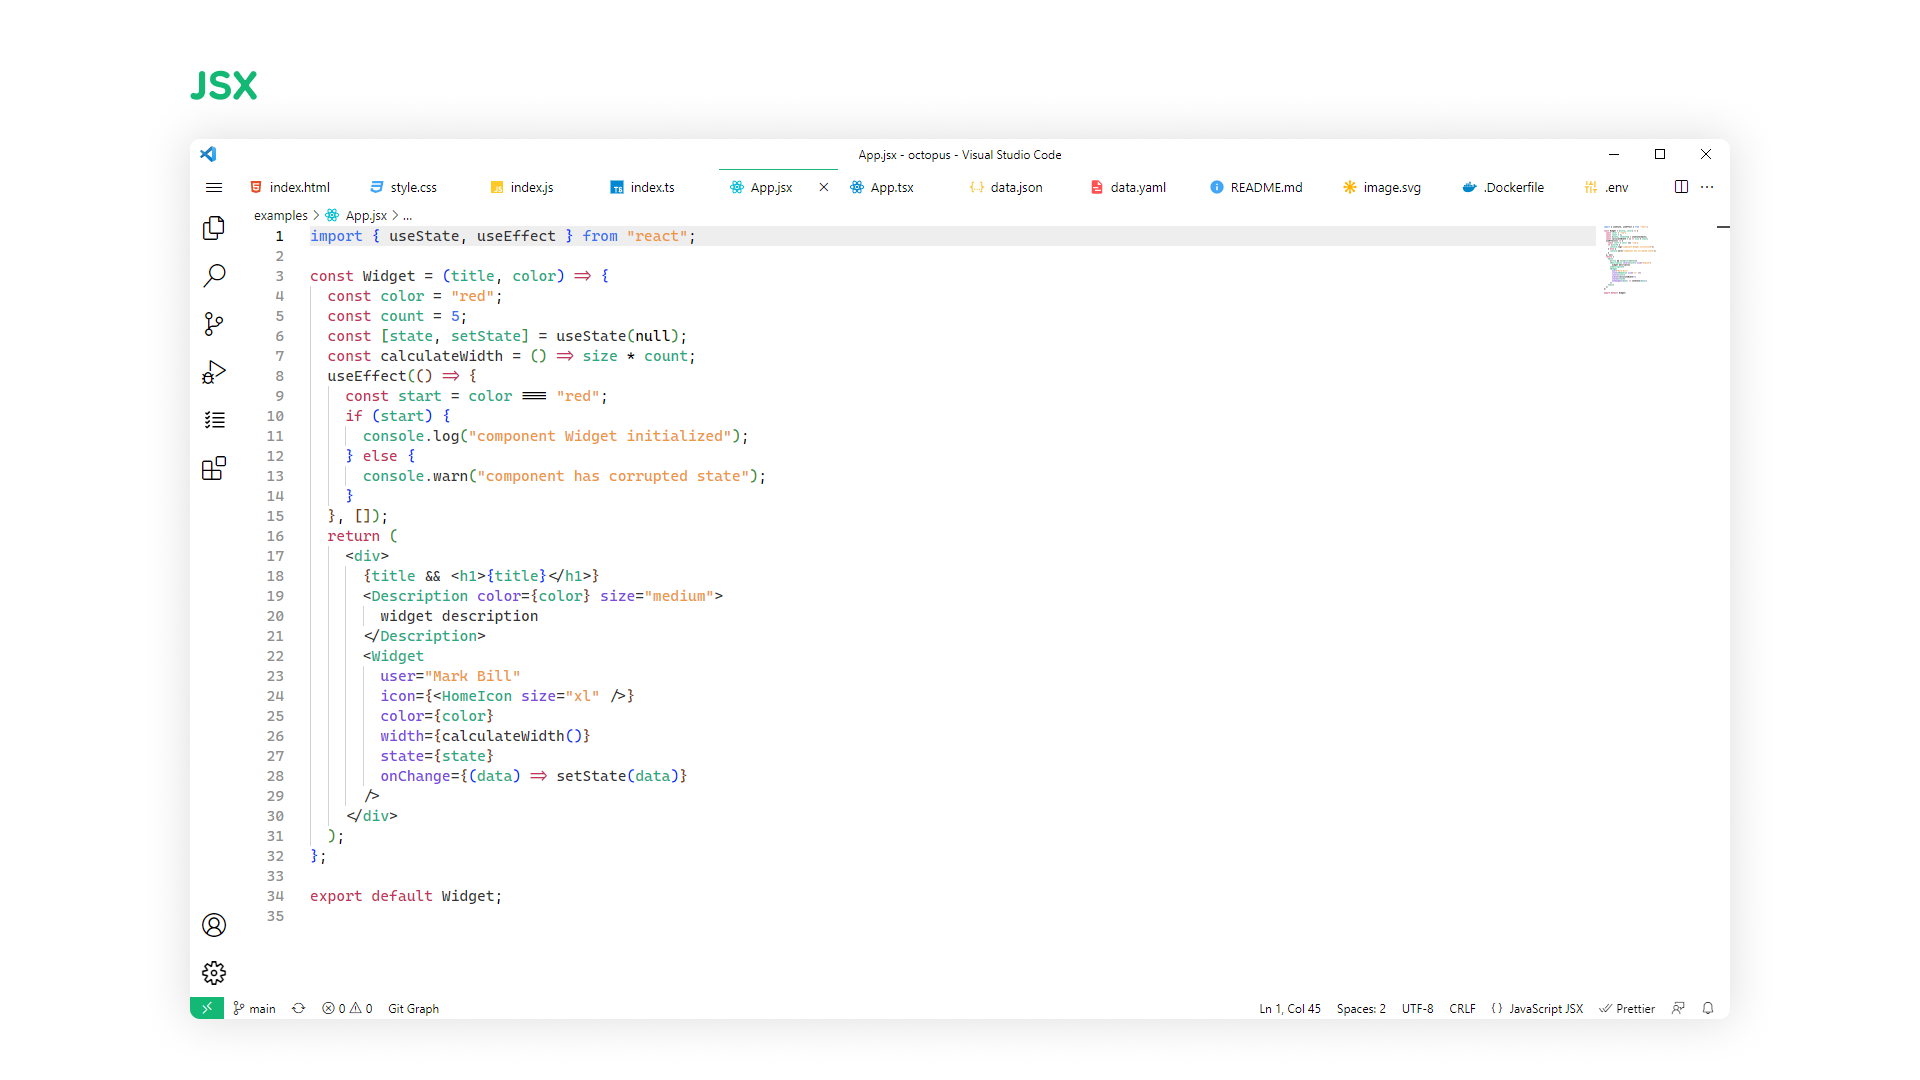 JSX
App.jsx - octopus - Visual Studio Code
index.html style.css index.js index.ts App.jsx App.tsx data.json data.yaml README.md image.svg .Dockerfile .env
examples > App.jsx > ...
1 import { useState, useEffect } from "react";
2
3 const Widget = (title, color) => {
4 const color = "red";
5 const count = 5;
6 const [state, setState] = useState(null);
7 const calculateWidth = () => size * count;
8 useEffect(() => {
9 const start = color === "red";
10 if (start) {
11 console.log("component Widget initialized");
12 } else {
13 console.warn("component has corrupted state");
14 }
15 }, []);
16 return (
17 <div>
18 {title && <h1>{title}</h1>}
19 <Description color={color} size="medium">
20 widget description
21 </Description>
22 <Widget
23 user="Mark Bill"
24 icon={<HomeIcon size="xl" />}
25 color={color}
26 width={calculateWidth()}
27 state={state}
28 onChange={(data) => setState(data)}
29 />
30 </div>
31 );
32 };
33
34 export default Widget;
35
main 0 0 Git Graph Ln 1, Col 45 Spaces: 2 UTF-8 CRLF {} JavaScript JSX Prettier